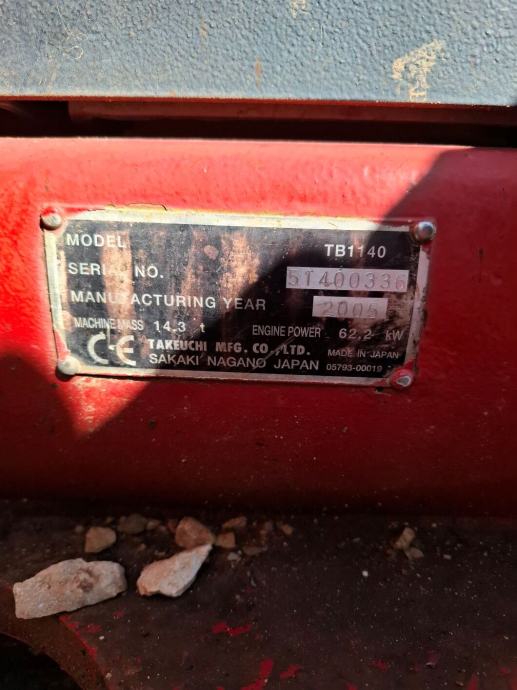 MODEL TB1140
SERIAL NO. 51400336
MANUFACTURING YEAR 2005
MACHINE MASS 14.3 t ENGINE POWER 62.2 kW
CE TAKEUCHI MFG. CO.,LTD. MADE IN JAPAN
SAKAKI NAGANO JAPAN 05793-00019